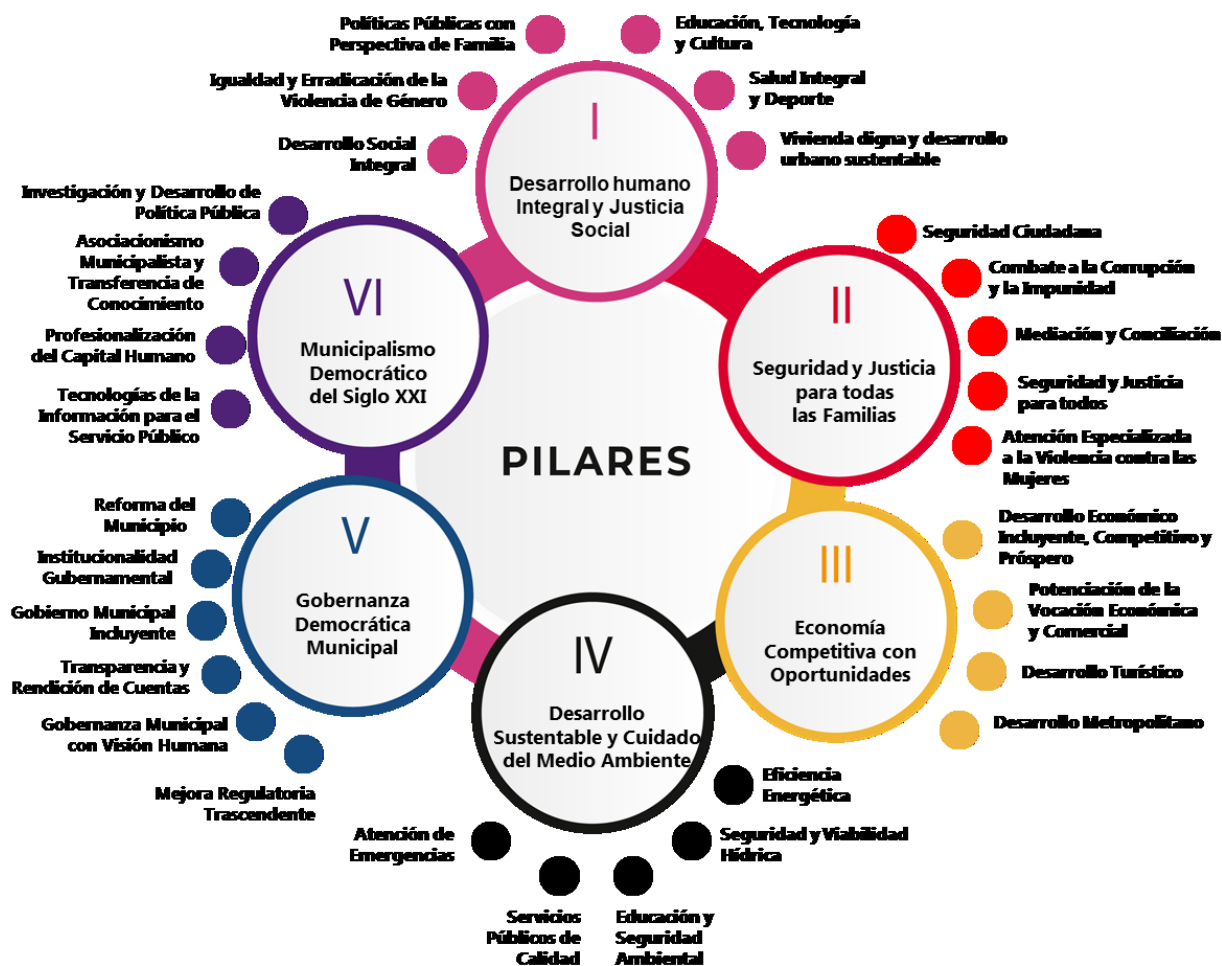 Políticas Públicas con
Perspectiva de Familia
Igualdad y Erradicación de la
Violencia de Género
Desarrollo Social
Integral
Educación, Tecnología
y Cultura
Salud Integral
y Deporte
Vivienda digna y desarrollo
urbano sustentable
I
Desarrollo humano
Integral y Justicia
Social
Seguridad Ciudadana
Combate a la Corrupción
y la Impunidad
Mediación y Conciliación
Seguridad y Justicia
para todos
Atención Especializada
a la Violencia contra las
Mujeres
II
Seguridad y Justicia
para todas
las Familias
PILARES
Desarrollo Económico
Incluyente, Competitivo y
Próspero
Potenciación de la
Vocación Económica
y Comercial
Desarrollo Turístico
Desarrollo Metropolitano
III
Economía
Competitiva con
Oportunidades
IV
Desarrollo
Sustentable y Cuidado
del Medio Ambiente
Eficiencia
Energética
Seguridad y Viabilidad
Hídrica
Educación y
Seguridad
Ambiental
Servicios
Públicos de
Calidad
Atención de
Emergencias
V
Gobernanza
Democrática
Municipal
Reforma del
Municipio
Institucionalidad
Gubernamental
Gobierno Municipal
Incluyente
Transparencia y
Rendición de Cuentas
Gobernanza Municipal
con Visión Humana
Mejora Regulatoria
Trascendente
VI
Municipalismo
Democrático
del Siglo XXI
Investigación y Desarrollo de
Política Pública
Asociacionismo
Municipalista y
Transferencia de
Conocimiento
Profesionalización
del Capital Humano
Tecnologías de la
Información para el
Servicio Público